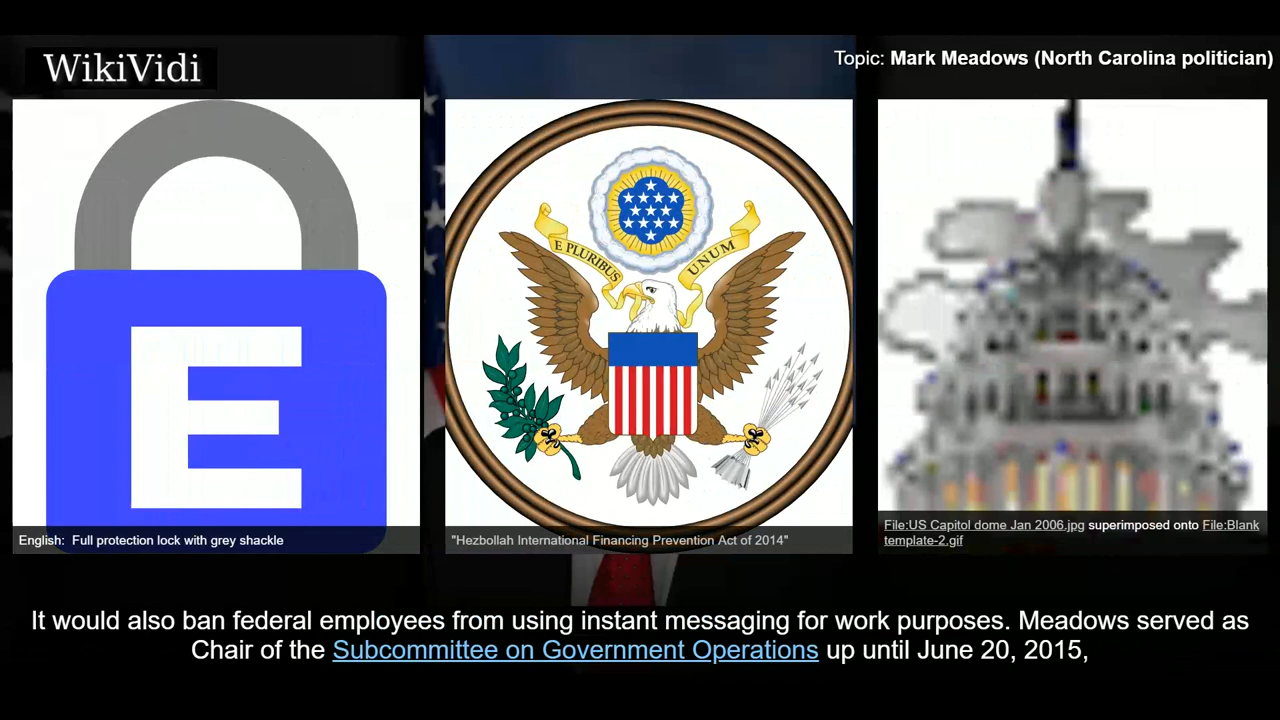 WikiVidi
Topic: Mark Meadows (North Carolina politician)
E
English:  Full protection lock with grey shackle
E PLURIBUS
UNUM
"Hezbollah International Financing Prevention Act of 2014"
File:US Capitol dome Jan 2006.jpg superimposed onto File:Blank
template-2.gif
It would also ban federal employees from using instant messaging for work purposes. Meadows served as
Chair of the Subcommittee on Government Operations up until June 20, 2015,